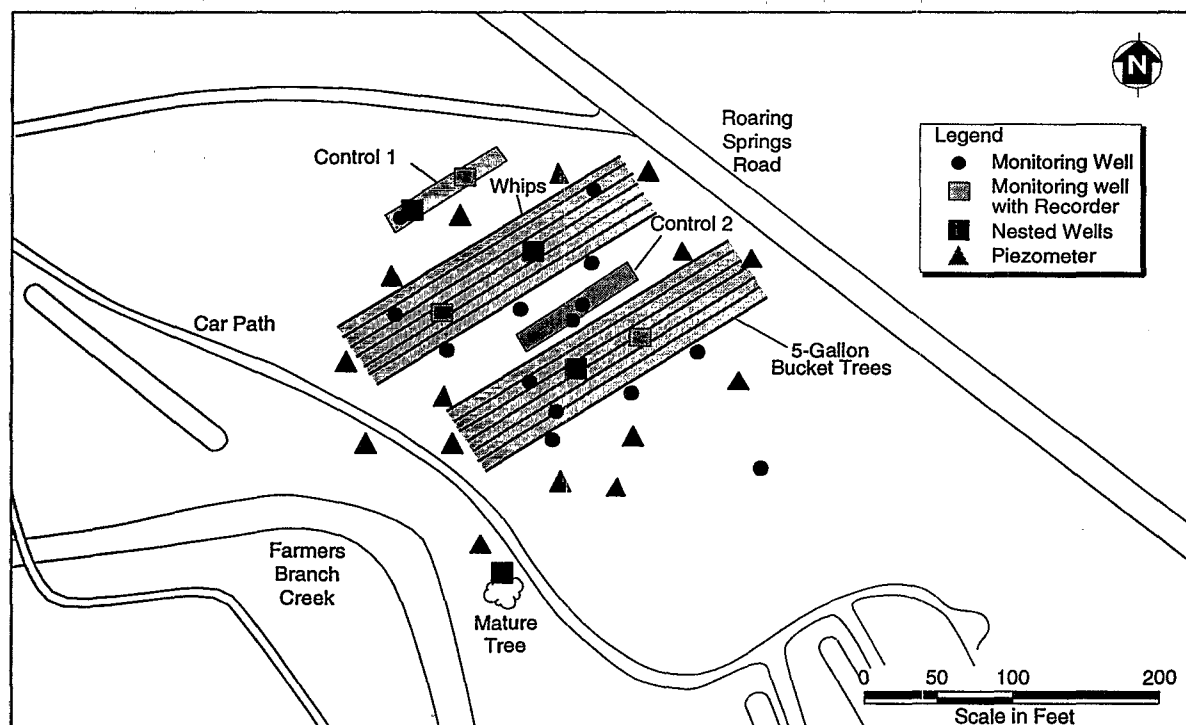 N
Roaring
Springs
Road
Legend
Monitoring Well
Monitoring well
with Recorder
Nested Wells
Piezometer
Control 1
Whips
Control 2
Car Path
5-Gallon
Bucket Trees
Farmers
Branch
Creek
Mature
Tree
0 50 100 200
Scale in Feet